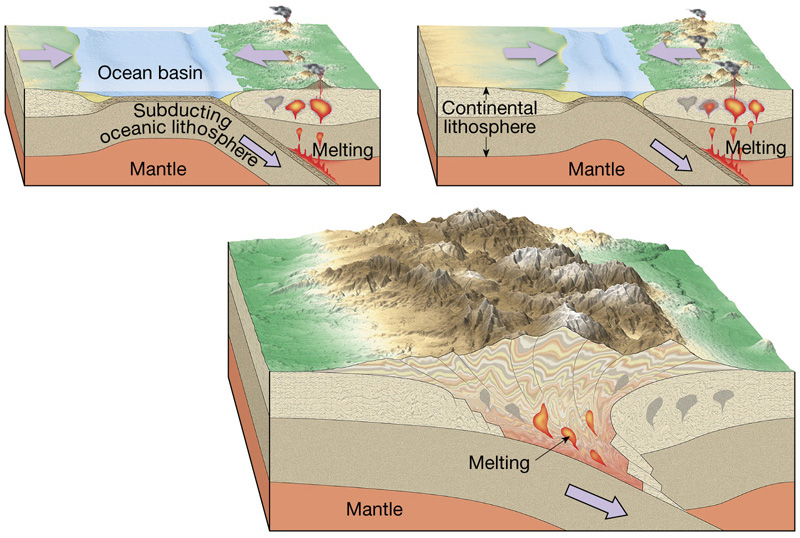 Ocean basin
Subducting
oceanic lithosphere
Melting
Mantle
Continental
lithosphere
Melting
Mantle
Melting
Mantle